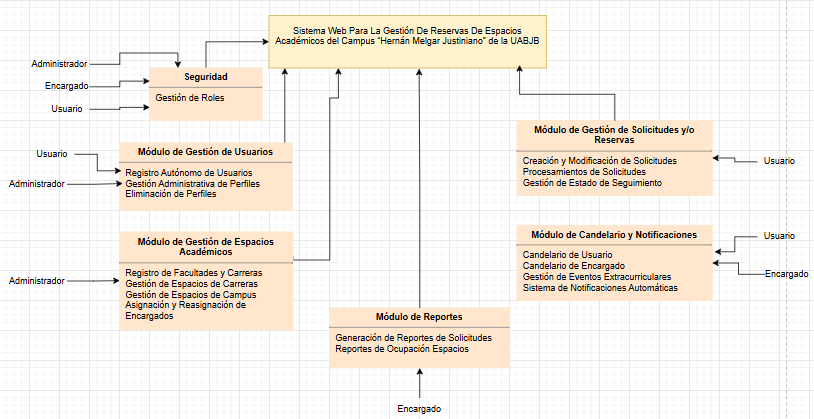 Sistema Web Para La Gestión De Reservas De Espacios
Académicos del Campus "Hernán Melgar Justiniano" de la UABJB
Administrador
Encargado
Usuario
Seguridad
Gestión de Roles
Usuario
Administrador
Módulo de Gestión de Usuarios
Registro Autónomo de Usuarios
Gestión Administrativa de Perfiles
Eliminación de Perfiles
Módulo de Gestión de Solicitudes y/o
Reservas
Creación y Modificación de Solicitudes
Procesamientos de Solicitudes
Gestión de Estado de Seguimiento
Usuario
Administrador
Módulo de Gestión de Espacios
Académicos
Registro de Facultades y Carreras
Gestión de Espacios de Carreras
Gestión de Espacios de Campus
Asignación y Reasignación de
Encargados
Módulo de Candelario y Notificaciones
Candelario de Usuario
Candelario de Encargado
Gestión de Eventos Extracurriculares
Sistema de Notificaciones Automáticas
Usuario
Encargado
Módulo de Reportes
Generación de Reportes de Solicitudes
Reportes de Ocupación Espacios
Encargado